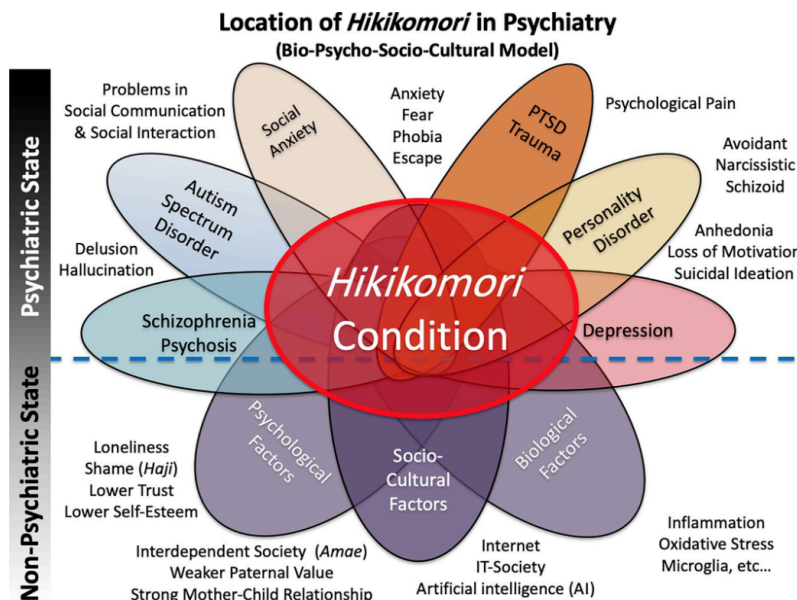 Location of Hikikomori in Psychiatry
(Bio-Psycho-Socio-Cultural Model)
Psychiatric State
Non-Psychiatric State
Problems in
Social Communication
& Social Interaction
Social
Anxiety
Anxiety
Fear
Phobia
Escape
PTSD
Trauma
Psychological Pain
Autism
Spectrum
Disorder
Personality
Disorder
Avoidant
Narcissistic
Schizoid
Delusion
Hallucination
Anhedonia
Loss of Motivation
Suicidal Ideation
Schizophrenia
Psychosis
Hikikomori
Condition
Depression
Psychological
Factors
Socio-
Cultural
Factors
Biological
Factors
Loneliness
Shame (Haji)
Lower Trust
Lower Self-Esteem
Interdependent Society (Amae)
Weaker Paternal Value
Strong Mother-Child Relationship
Internet
IT-Society
Artificial intelligence (AI)
Inflammation
Oxidative Stress
Microglia, etc...